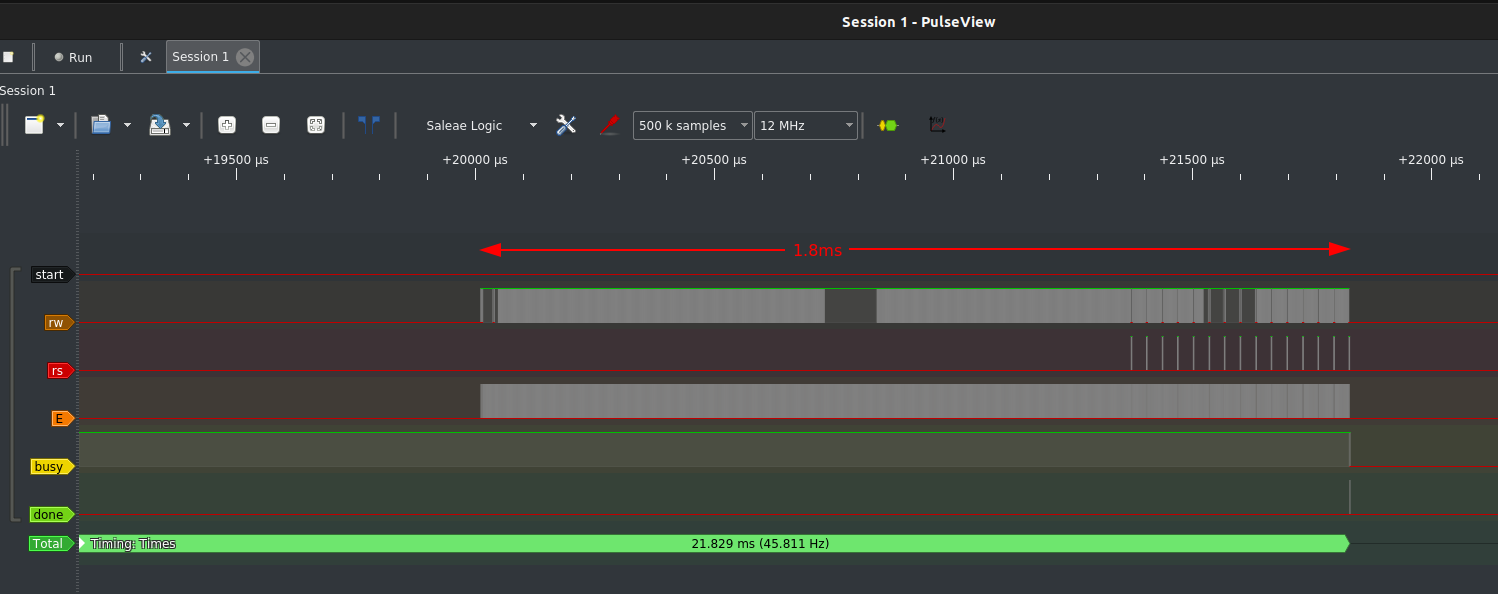 Session 1 - PulseView
Run
Session 1
Session 1
Saleae Logic
500 k samples
12 MHz
+19500 µs +20000 µs +20500 µs +21000 µs +21500 µs +22000 µs
1.8ms
start
rw
rs
E
busy
done
Total Timing: Times 21.829 ms (45.811 Hz)